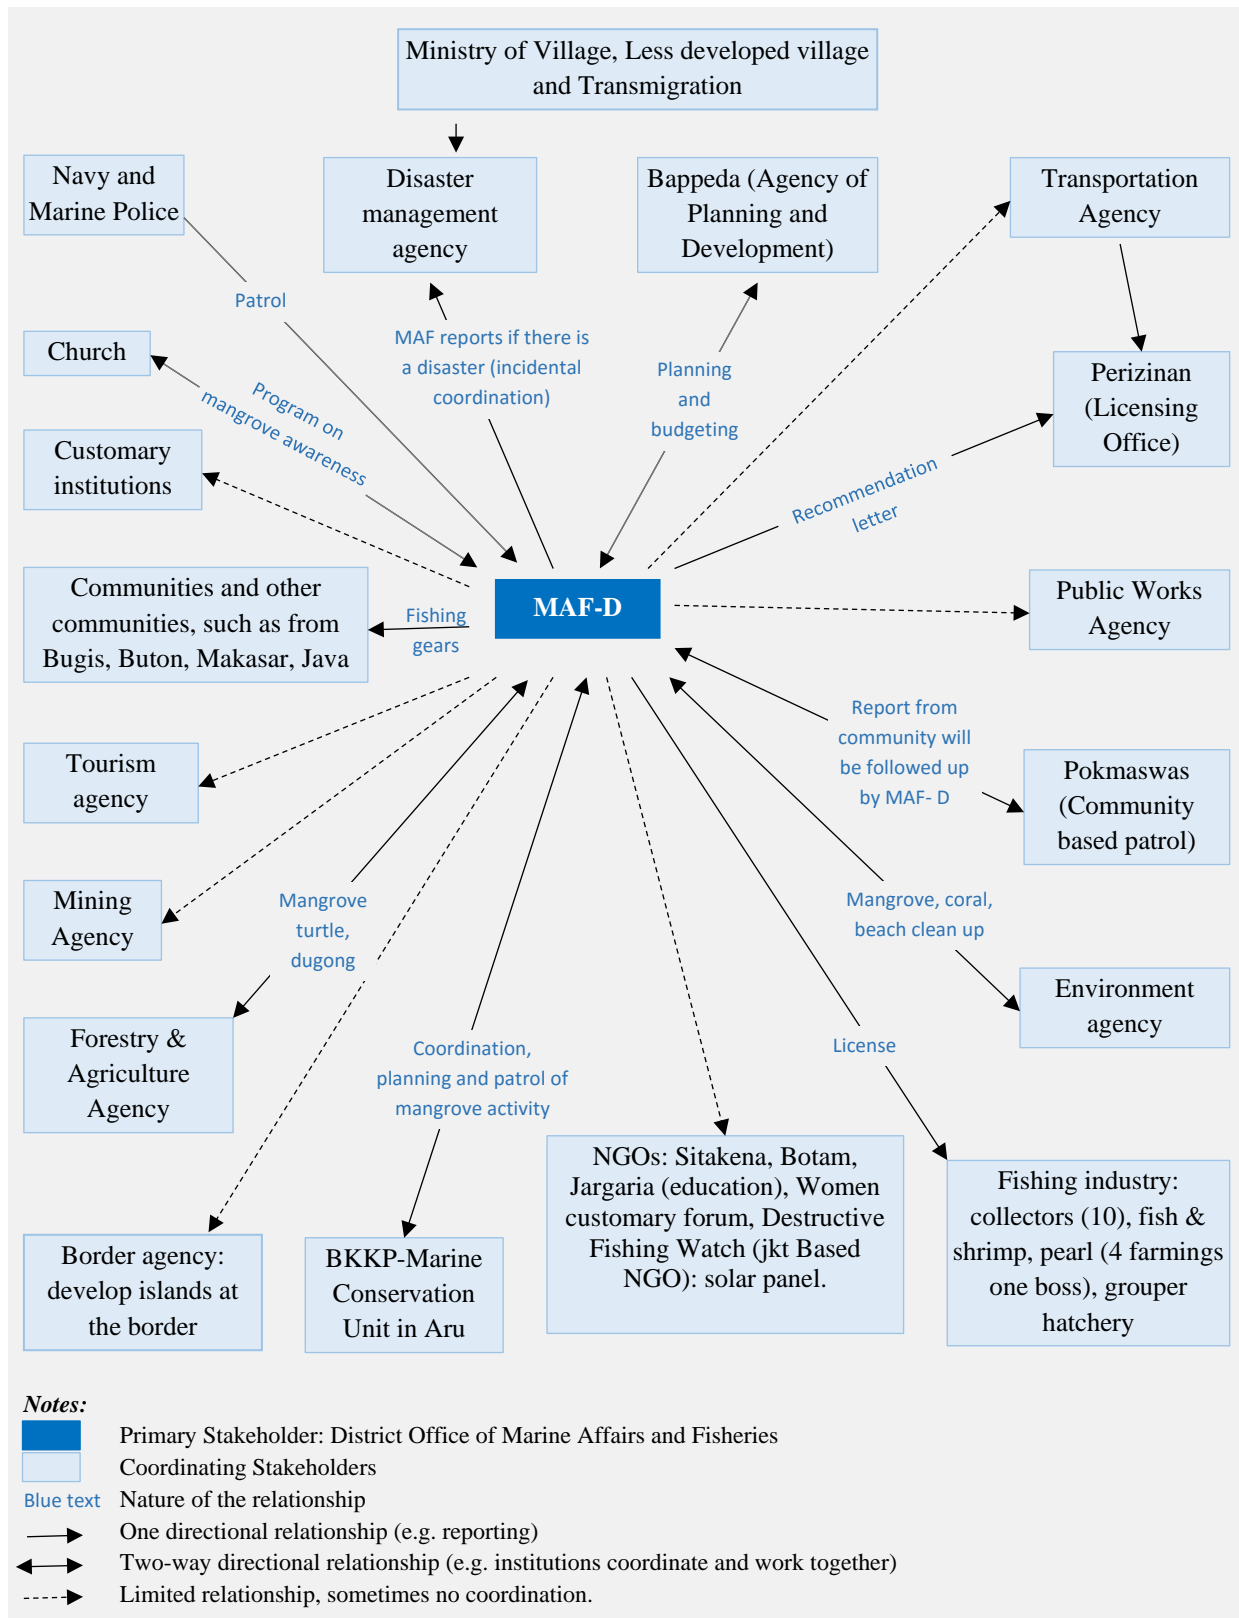 Ministry of Village, Less developed village
and Transmigration
Navy and
Marine Police
Disaster
management
agency
Bappeda (Agency of
Planning and
Development)
Transportation
Agency
Patrol
MAF reports if there is
a disaster (incidental
coordination)
Planning
and
budgeting
Church
Program on
mangrove awareness
Perizinan
(Licensing
Office)
Customary
institutions
Recommendation
letter
Communities and other
communities, such as from
Bugis, Buton, Makasar, Java
Fishing
gears
MAF-D
Public Works
Agency
Report from
community will
be followed up
by MAF- D
Tourism
agency
Pokmaswas
(Community
based patrol)
Mining
Agency
Mangrove
turtle,
dugong
Mangrove, coral,
beach clean up
Environment
agency
Forestry &
Agriculture
Agency
Coordination,
planning and patrol of
mangrove activity
License
Border agency:
develop islands at
the border
BKKP-Marine
Conservation
Unit in Aru
NGOs: Sitakena, Botam,
Jargaria (education), Women
customary forum, Destructive
Fishing Watch (jkt Based
NGO): solar panel.
Fishing industry:
collectors (10), fish &
shrimp, pearl (4 farmings
one boss), grouper
hatchery
Notes:
Primary Stakeholder: District Office of Marine Affairs and Fisheries
Coordinating Stakeholders
Blue text Nature of the relationship
One directional relationship (e.g. reporting)
Two-way directional relationship (e.g. institutions coordinate and work together)
Limited relationship, sometimes no coordination.